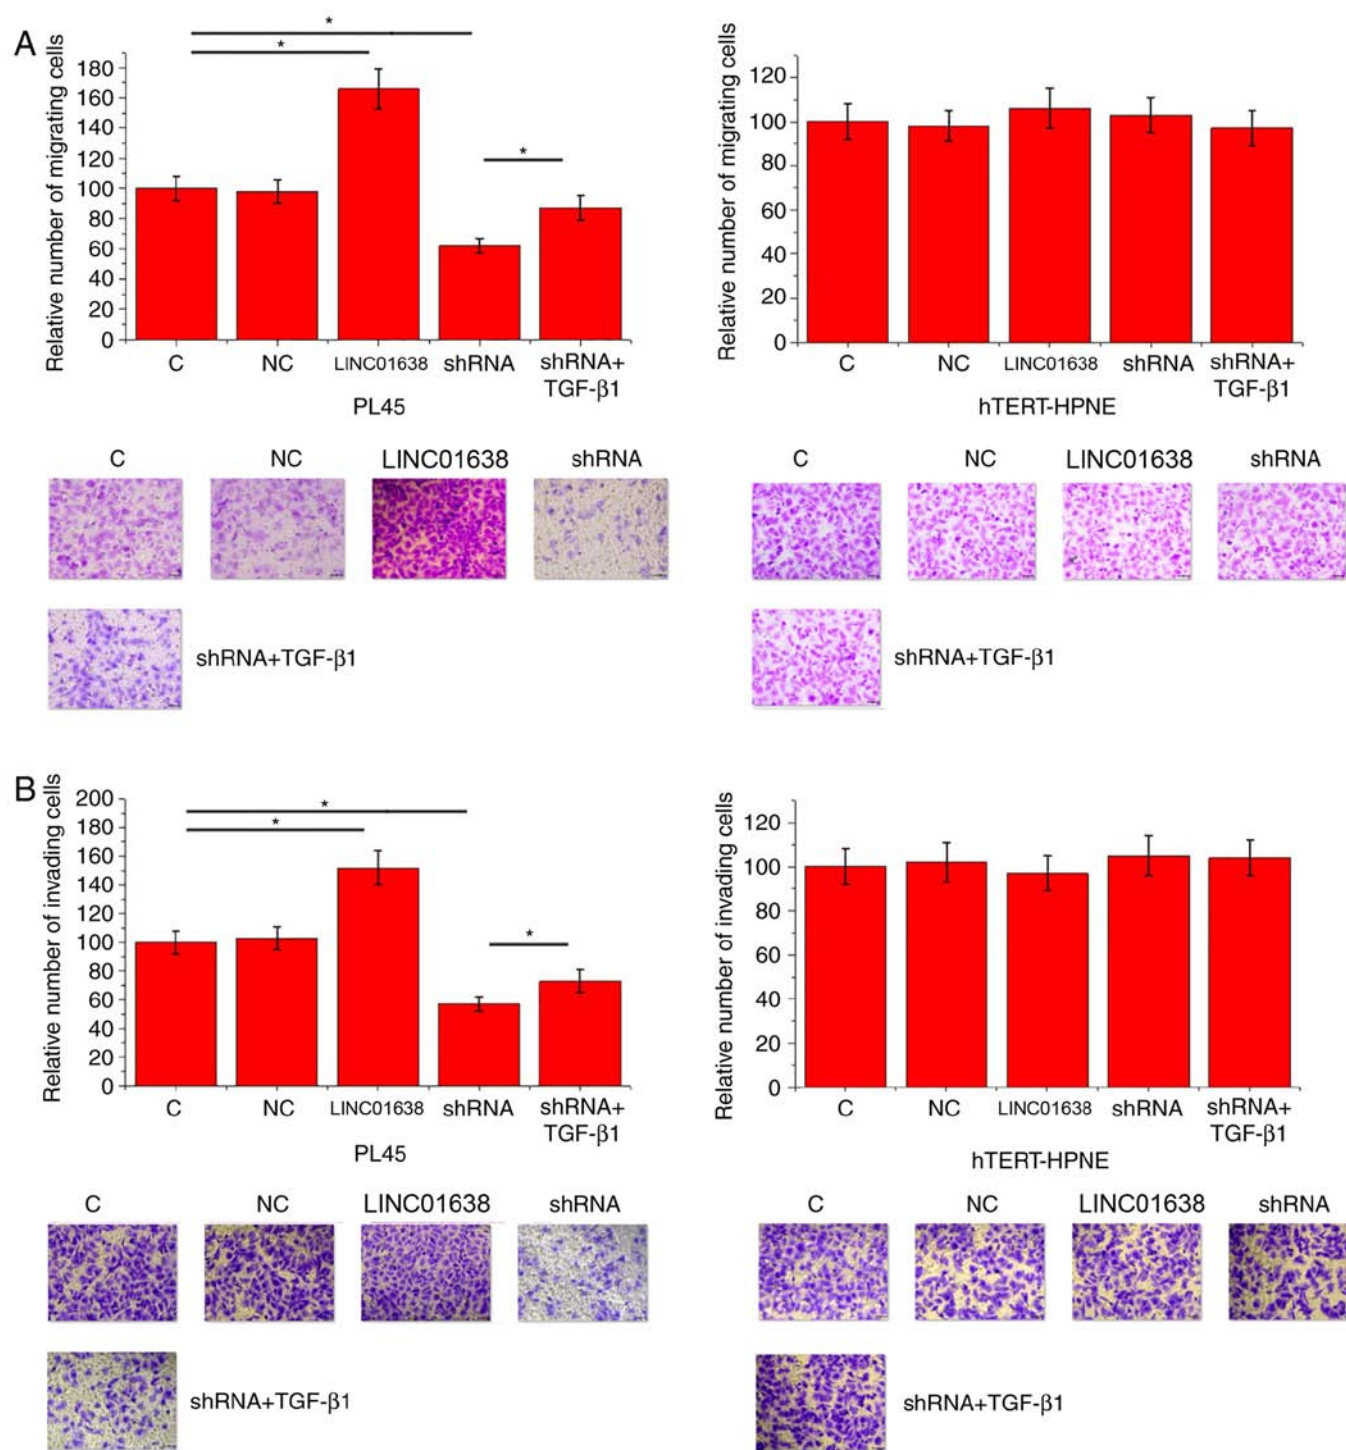 A
Relative number of migrating cells
180
160
140
120
100
80
60
40
20
0
*
*
*
C NC LINC01638 shRNA shRNA+
TGF-β1
PL45
Relative number of migrating cells
120
100
80
60
40
20
0
C NC LINC01638 shRNA shRNA+
TGF-β1
hTERT-HPNE
C NC LINC01638 shRNA
shRNA+TGF-β1
C NC LINC01638 shRNA
shRNA+TGF-β1
B
Relative number of invading cells
200
180
160
140
120
100
80
60
40
20
0
*
*
*
C NC LINC01638 shRNA shRNA+
TGF-β1
PL45
Relative number of invading cells
120
100
80
60
40
20
0
C NC LINC01638 shRNA shRNA+
TGF-β1
hTERT-HPNE
C NC LINC01638 shRNA
shRNA+TGF-β1
C NC LINC01638 shRNA
shRNA+TGF-β1